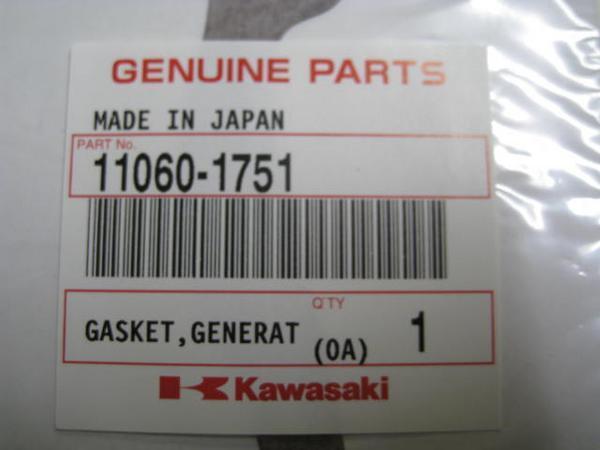 GENUINE PARTS
MADE IN JAPAN
PART No.
11060-1751
Q'TY
GASKET,GENERAT (0A) 1
Kawasaki